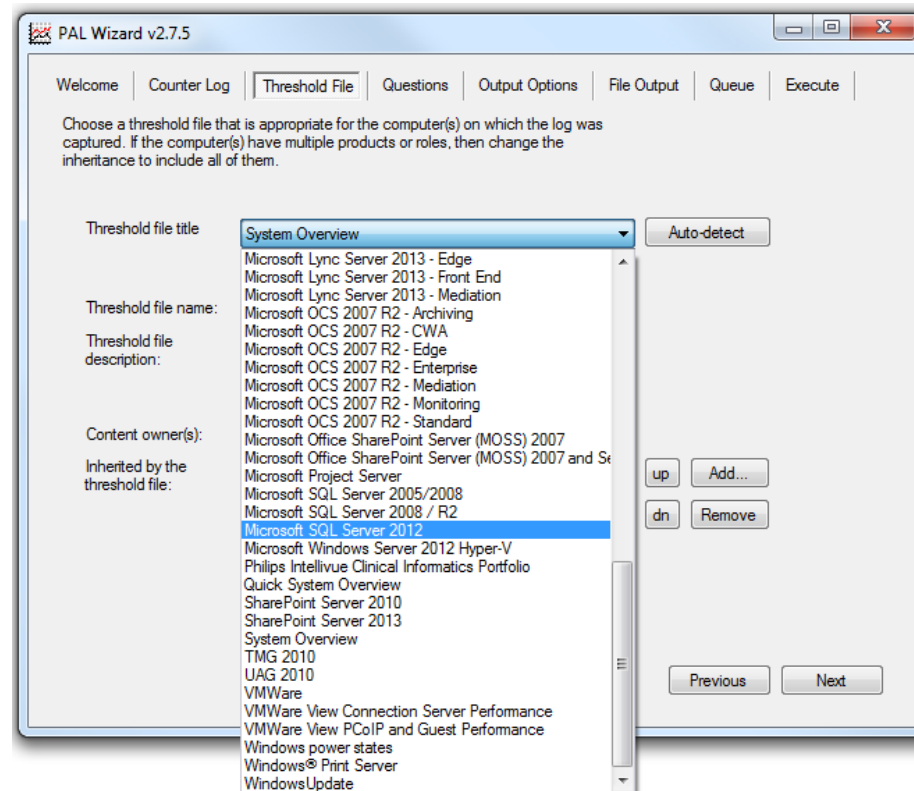 PAL Wizard v2.7.5
Welcome Counter Log Threshold File Questions Output Options File Output Queue Execute
Choose a threshold file that is appropriate for the computer(s) on which the log was
captured. If the computer(s) have multiple products or roles, then change the
inheritance to include all of them.
Threshold file title System Overview Auto-detect
Microsoft Lync Server 2013 - Edge
Microsoft Lync Server 2013 - Front End
Microsoft Lync Server 2013 - Mediation
Threshold file name:
Microsoft OCS 2007 R2 - Archiving
Microsoft OCS 2007 R2 - CWA
Threshold file
description:
Microsoft OCS 2007 R2 - Edge
Microsoft OCS 2007 R2 - Enterprise
Microsoft OCS 2007 R2 - Mediation
Microsoft OCS 2007 R2 - Monitoring
Microsoft OCS 2007 R2 - Standard
Content owner(s):
Microsoft Office SharePoint Server (MOSS) 2007
Microsoft Office SharePoint Server (MOSS) 2007 and Se
Inherited by the
threshold file:
up Add...
Microsoft Project Server
Microsoft SQL Server 2005/2008
Microsoft SQL Server 2008 / R2
dn Remove
Microsoft SQL Server 2012
Microsoft Windows Server 2012 Hyper-V
Philips Intellivue Clinical Informatics Portfolio
Quick System Overview
SharePoint Server 2010
SharePoint Server 2013
System Overview
TMG 2010
UAG 2010
Previous Next
VMWare
VMWare View Connection Server Performance
VMWare View PCoIP and Guest Performance
Windows power states
Windows® Print Server
WindowsUpdate